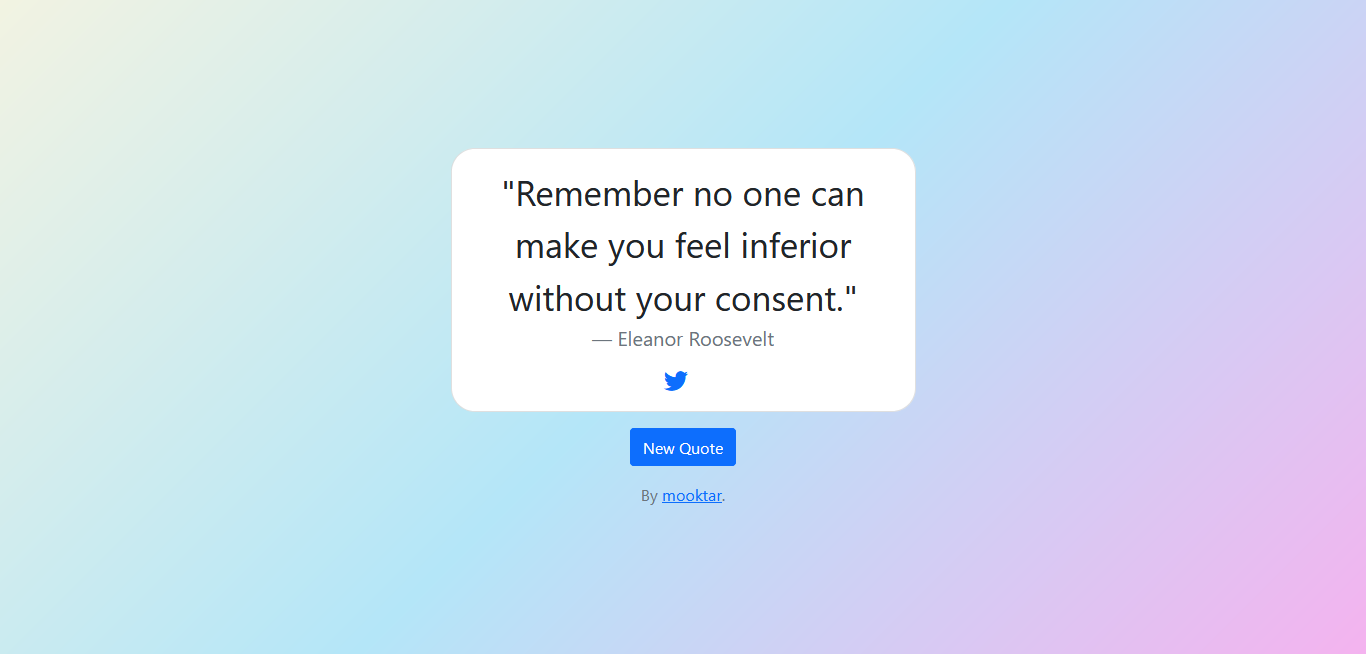 "Remember no one can
make you feel inferior
without your consent."
— Eleanor Roosevelt
New Quote
By mooktar.